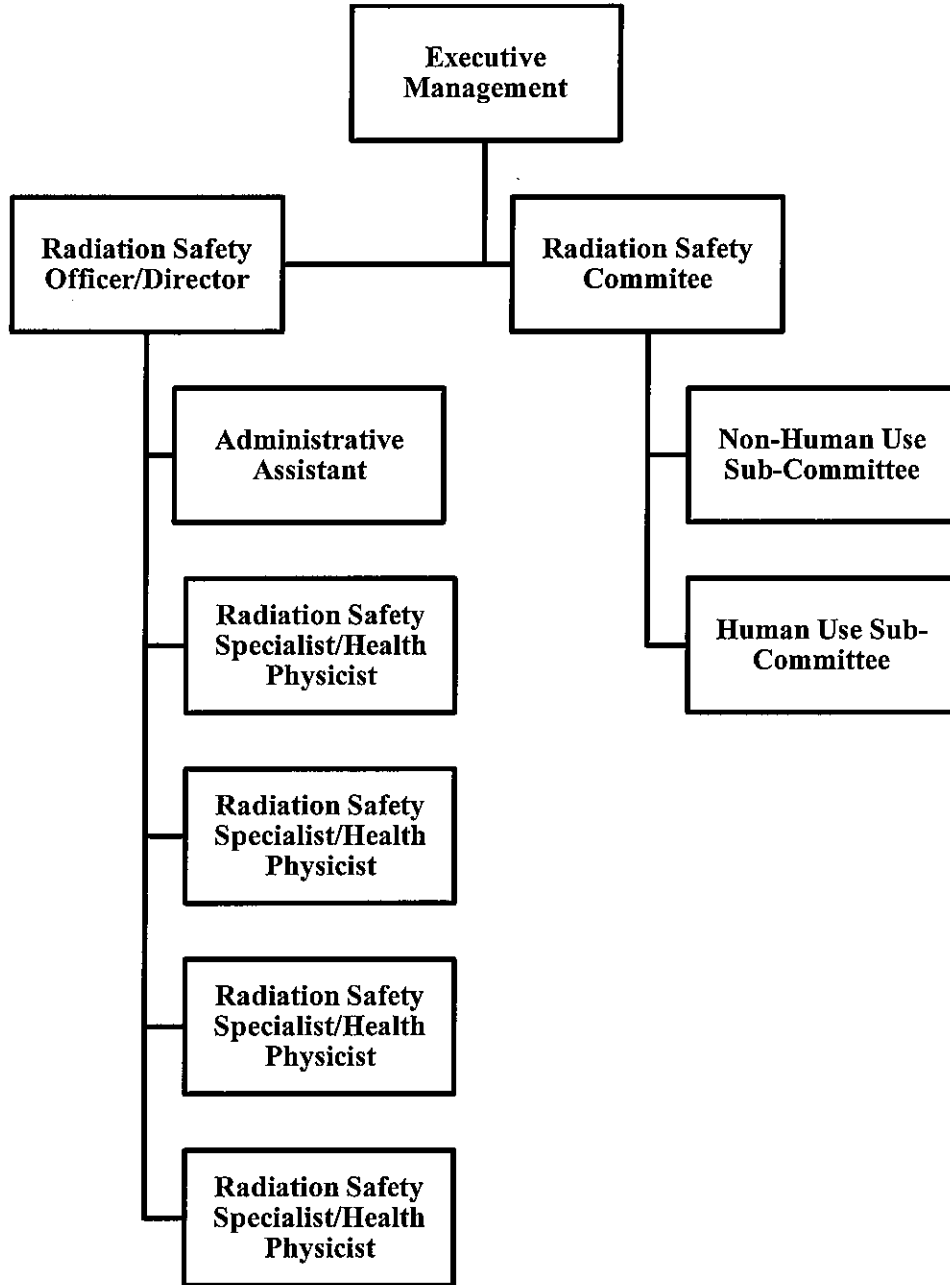 Executive
Management
Radiation Safety
Officer/Director
Radiation Safety
Commitee
Administrative
Assistant
Radiation Safety
Specialist/Health
Physicist
Radiation Safety
Specialist/Health
Physicist
Radiation Safety
Specialist/Health
Physicist
Radiation Safety
Specialist/Health
Physicist
Non-Human Use
Sub-Committee
Human Use Sub-
Committee